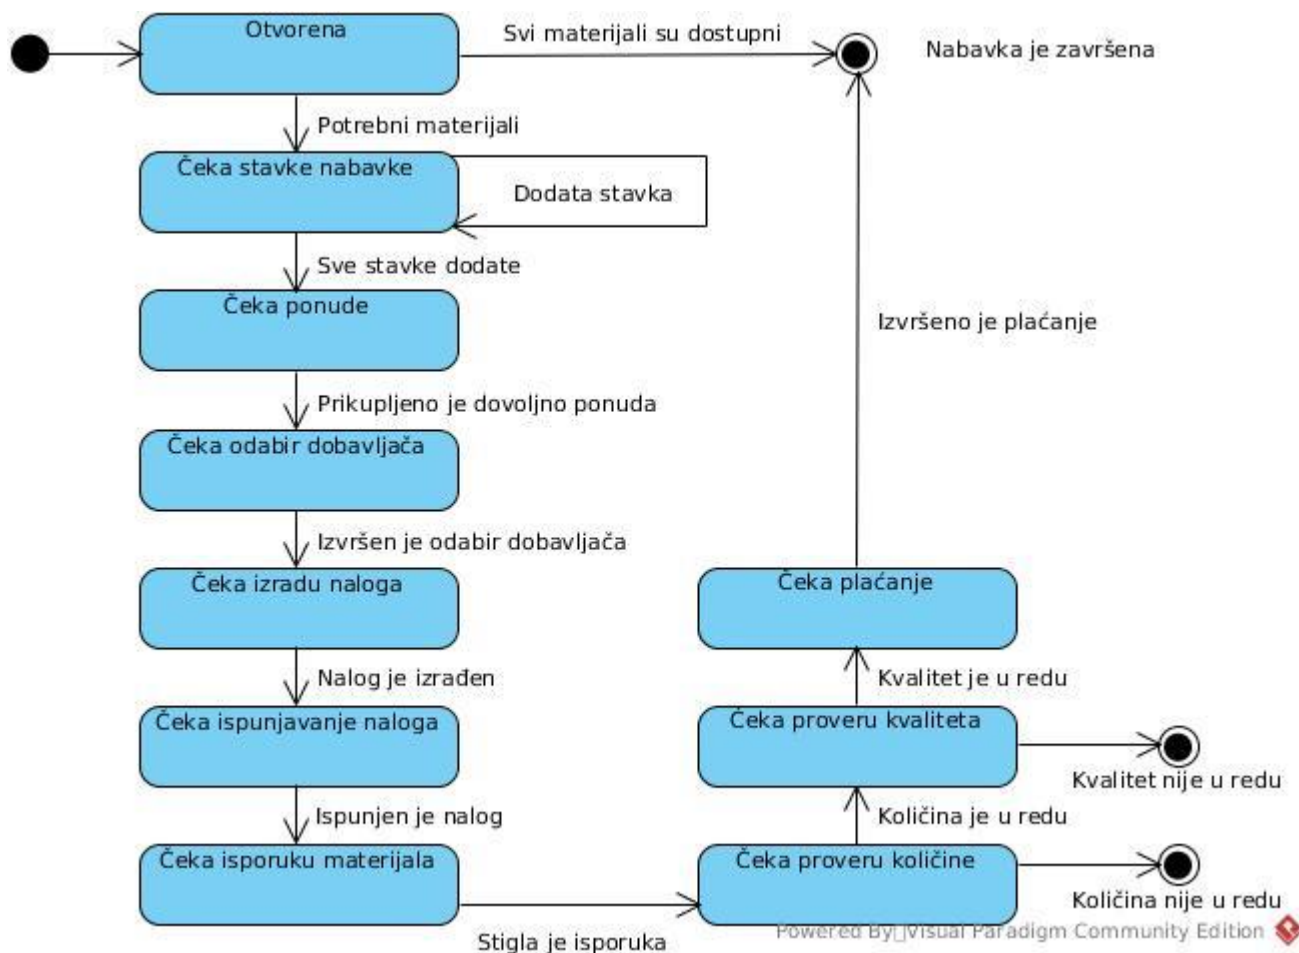 Otvorena
Svi materijali su dostupni
Nabavka je završena
Potrebni materijali
Čeka stavke nabavke
Dodata stavka
Sve stavke dodate
Čeka ponude
Izvršeno je plaćanje
Prikupljeno je dovoljno ponuda
Čeka odabir dobavljača
Izvršen je odabir dobavljača
Čeka izradu naloga
Čeka plaćanje
Nalog je izrađen
Kvalitet je u redu
Čeka ispunjavanje naloga
Čeka proveru kvaliteta
Kvalitet nije u redu
Ispunjen je nalog
Količina je u redu
Čeka isporuku materijala
Čeka proveru količine
Količina nije u redu
Stigla je isporuka
Powered By Visual Paradigm Community Edition